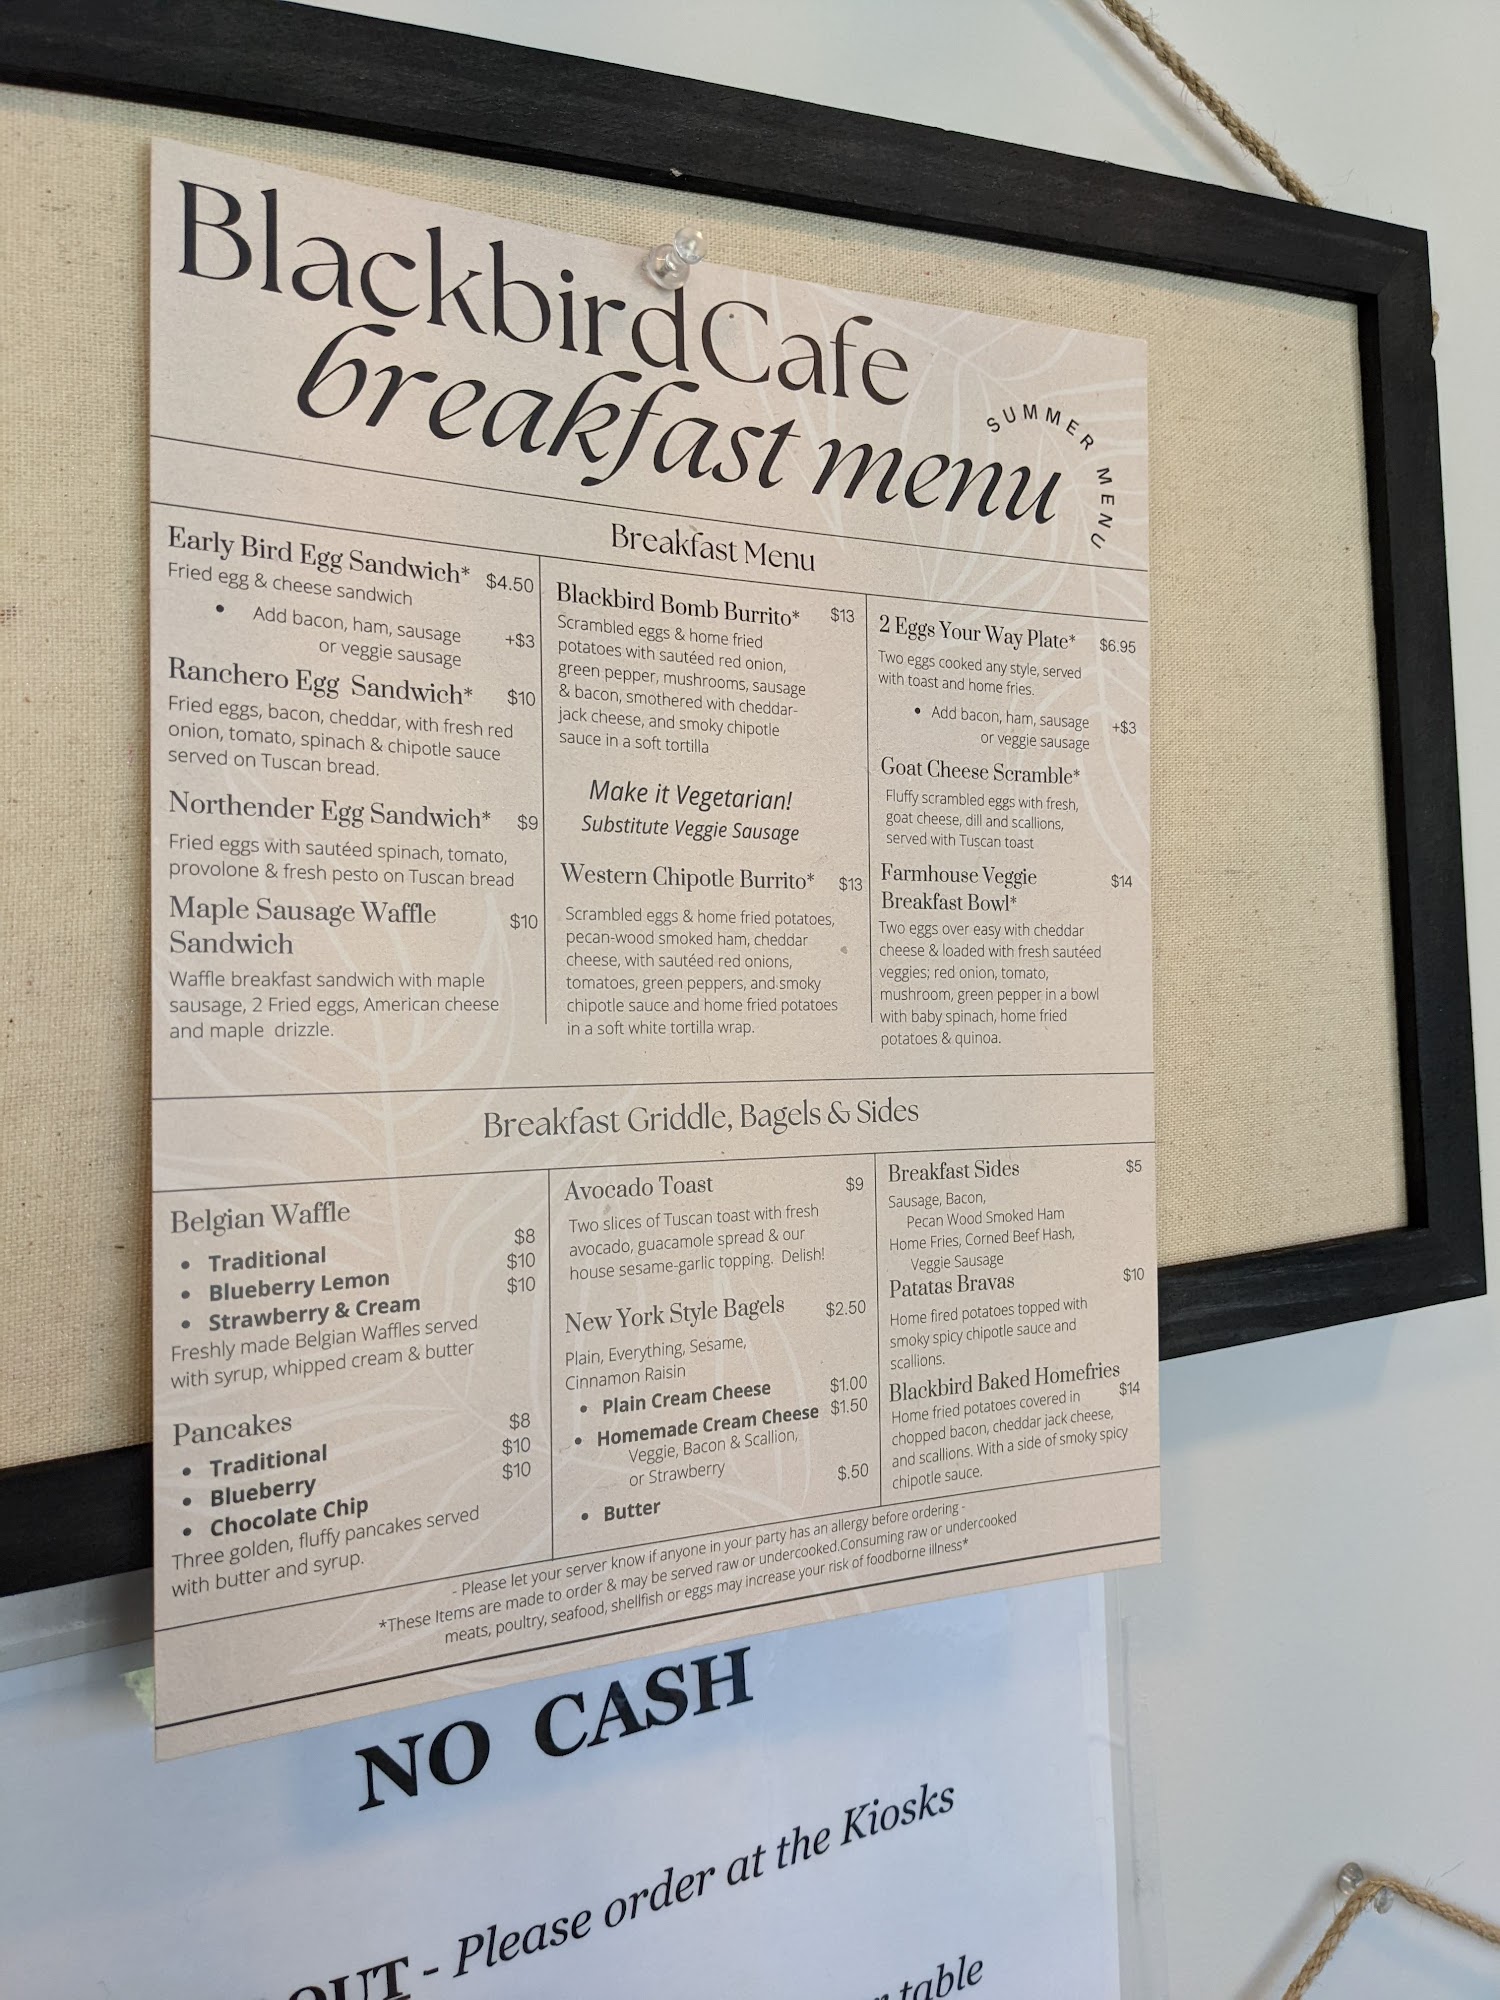 Blackbird Cafe
breakfast menu
SUMMER MENU
Breakfast Menu
Early Bird Egg Sandwich* $4.50
Fried egg & cheese sandwich
• Add bacon, ham, sausage +$3
or veggie sausage
Ranchero Egg Sandwich* $10
Fried eggs, bacon, cheddar, with fresh red
onion, tomato, spinach & chipotle sauce
served on Tuscan bread.
Northender Egg Sandwich* $9
Fried eggs with sautéed spinach, tomato,
provolone & fresh pesto on Tuscan bread
Maple Sausage Waffle $10
Sandwich
Waffle breakfast sandwich with maple
sausage, 2 Fried eggs, American cheese
and maple drizzle.
Blackbird Bomb Burrito* $13
Scrambled eggs & home fried
potatoes with sautéed red onion,
green pepper, mushrooms, sausage
& bacon, smothered with cheddar-
jack cheese, and smoky chipotle
sauce in a soft tortilla
Make it Vegetarian!
Substitute Veggie Sausage
Western Chipotle Burrito* $13
Scrambled eggs & home fried potatoes,
pecan-wood smoked ham, cheddar
cheese, with sautéed red onions,
tomatoes, green peppers, and smoky
chipotle sauce and home fried potatoes
in a soft white tortilla wrap.
2 Eggs Your Way Plate* $6.95
Two eggs cooked any style, served
with toast and home fries.
• Add bacon, ham, sausage +$3
or veggie sausage
Goat Cheese Scramble*
Fluffy scrambled eggs with fresh,
goat cheese, dill and scallions,
served with Tuscan toast
Farmhouse Veggie $14
Breakfast Bowl*
Two eggs over easy with cheddar
cheese & loaded with fresh sautéed
veggies; red onion, tomato,
mushroom, green pepper in a bowl
with baby spinach, home fried
potatoes & quinoa.
Breakfast Griddle, Bagels & Sides
Belgian Waffle
• Traditional $8
• Blueberry Lemon $10
• Strawberry & Cream $10
Freshly made Belgian Waffles served
with syrup, whipped cream & butter
Pancakes
• Traditional $8
• Blueberry $10
• Chocolate Chip $10
Three golden, fluffy pancakes served
with butter and syrup.
Avocado Toast $9
Two slices of Tuscan toast with fresh
avocado, guacamole spread & our
house sesame-garlic topping. Delish!
New York Style Bagels $2.50
Plain, Everything, Sesame,
Cinnamon Raisin
• Plain Cream Cheese $1.00
• Homemade Cream Cheese $1.50
Veggie, Bacon & Scallion,
or Strawberry
• Butter $.50
Breakfast Sides $5
Sausage, Bacon,
Pecan Wood Smoked Ham
Home Fries, Corned Beef Hash,
Veggie Sausage
Patatas Bravas $10
Home fired potatoes topped with
smoky spicy chipotle sauce and
scallions.
Blackbird Baked Homefries
$14
Home fried potatoes covered in
chopped bacon, cheddar jack cheese,
and scallions. With a side of smoky spicy
chipotle sauce.
- Please let your server know if anyone in your party has an allergy before ordering -
*These Items are made to order & may be served raw or undercooked.Consuming raw or undercooked
meats, poultry, seafood, shellfish or eggs may increase your risk of foodborne illness*
NO CASH
OUT - Please order at the Kiosks
table